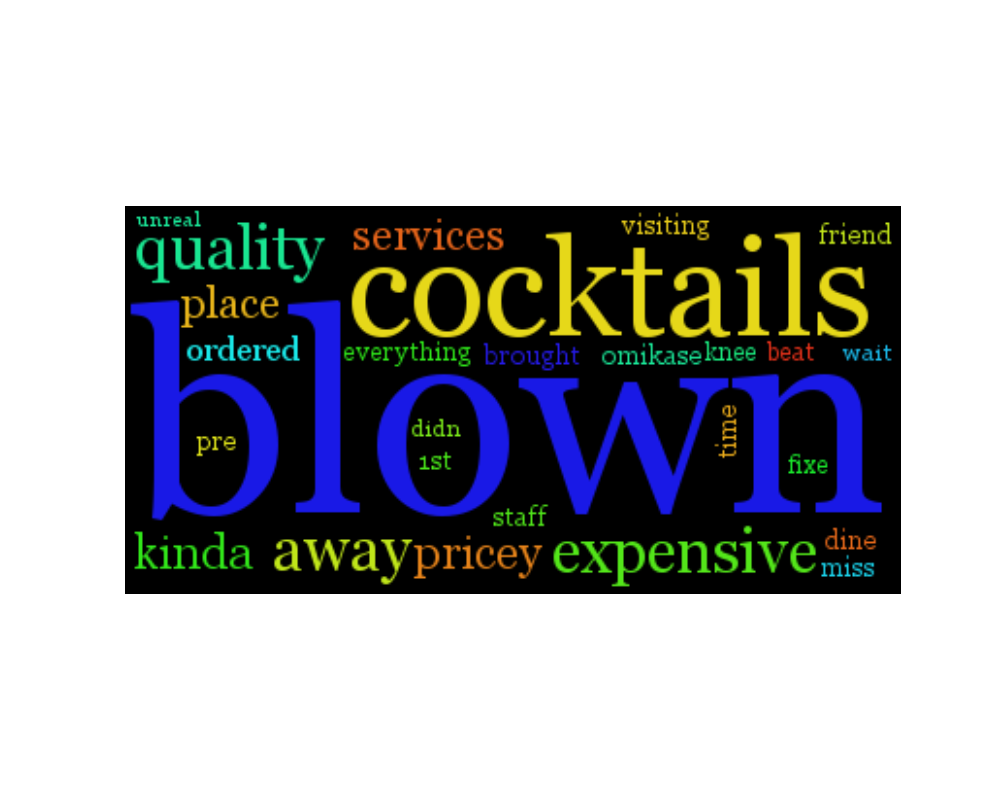 unreal
quality
services
visiting
friend
cocktails
place
blown
ordered
everything
brought
omikase
knee
beat
wait
pre
didn
1st
time
fixe
staff
kinda
away
pricey
expensive
dine
miss